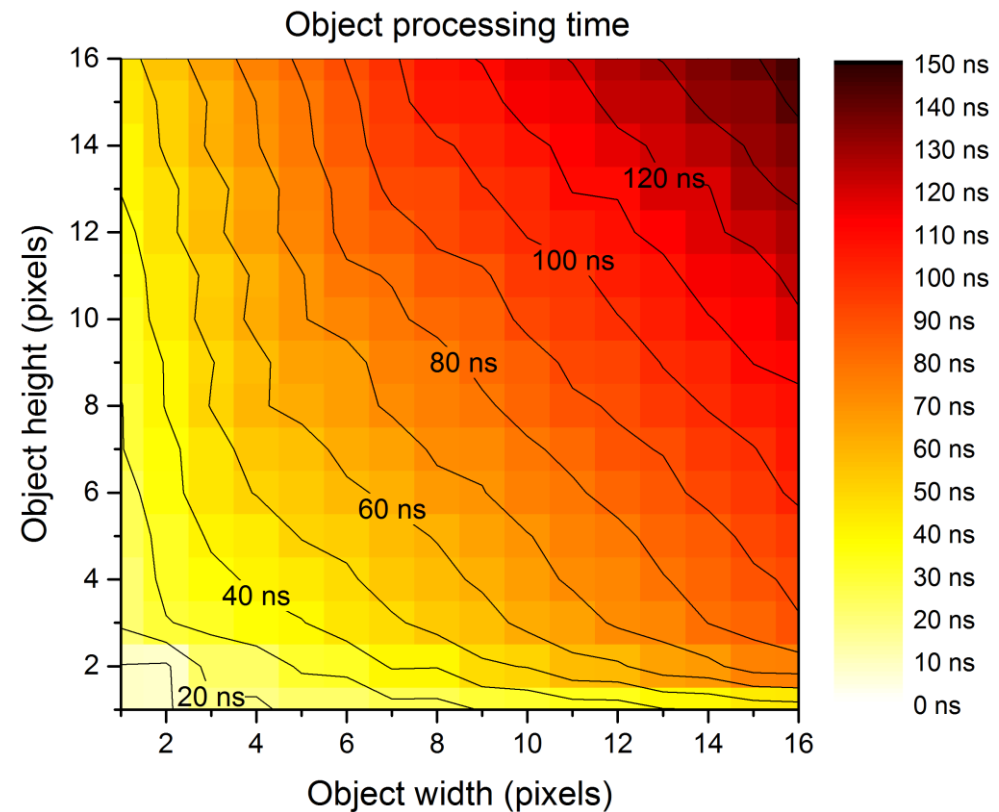 Object processing time
16
14
12
10
8
6
4
2
Object height (pixels)
120 ns
100 ns
80 ns
60 ns
40 ns
20 ns
2 4 6 8 10 12 14 16
Object width (pixels)
150 ns
140 ns
130 ns
120 ns
110 ns
100 ns
90 ns
80 ns
70 ns
60 ns
50 ns
40 ns
30 ns
20 ns
10 ns
0 ns